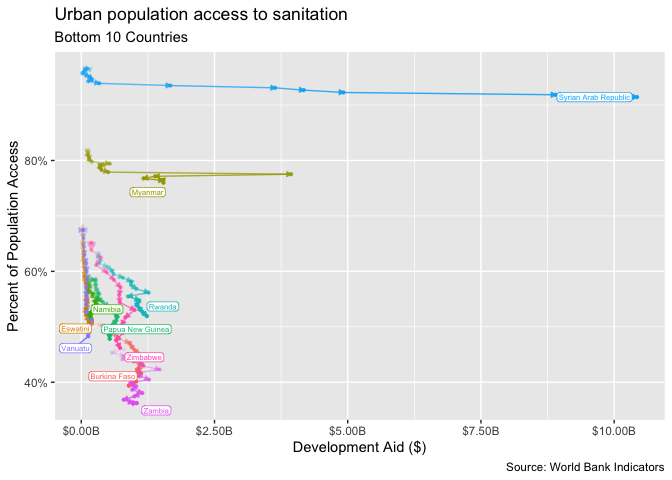 Urban population access to sanitation
Bottom 10 Countries
Percent of Population Access
80%
60%
40%
Syrian Arab Republic
Myanmar
Namibia
Rwanda
Eswatini
Papua New Guinea
Vanuatu
Zimbabwe
Burkina Faso
Zambia
$0.00B $2.50B $5.00B $7.50B $10.00B
Development Aid ($)
Source: World Bank Indicators